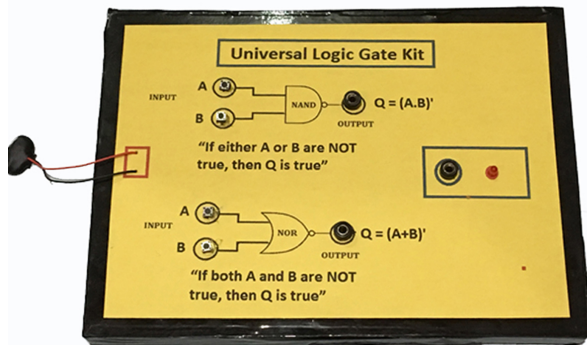 Universal Logic Gate Kit
A
INPUT
NAND
Q = (A.B)'
B
OUTPUT
“If either A or B are NOT
true, then Q is true”
A
INPUT
NOR
Q = (A+B)'
B
OUTPUT
“If both A and B are NOT
true, then Q is true”